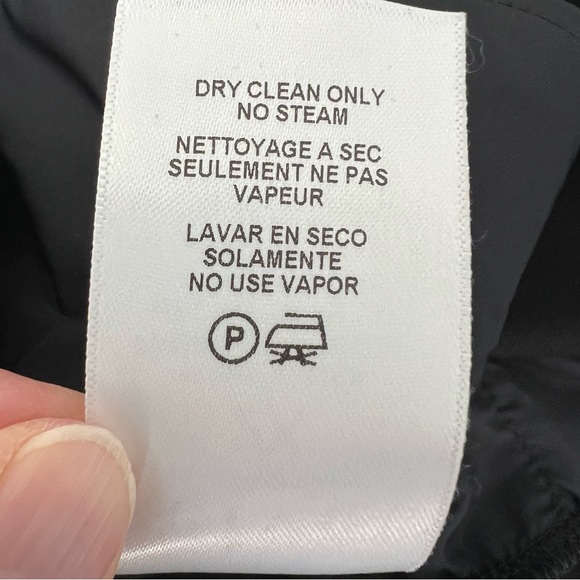 DRY CLEAN ONLY
NO STEAM
NETTOYAGE A SEC
SEULEMENT NE PAS
VAPEUR
LAVAR EN SECO
SOLAMENTE
NO USE VAPOR
P